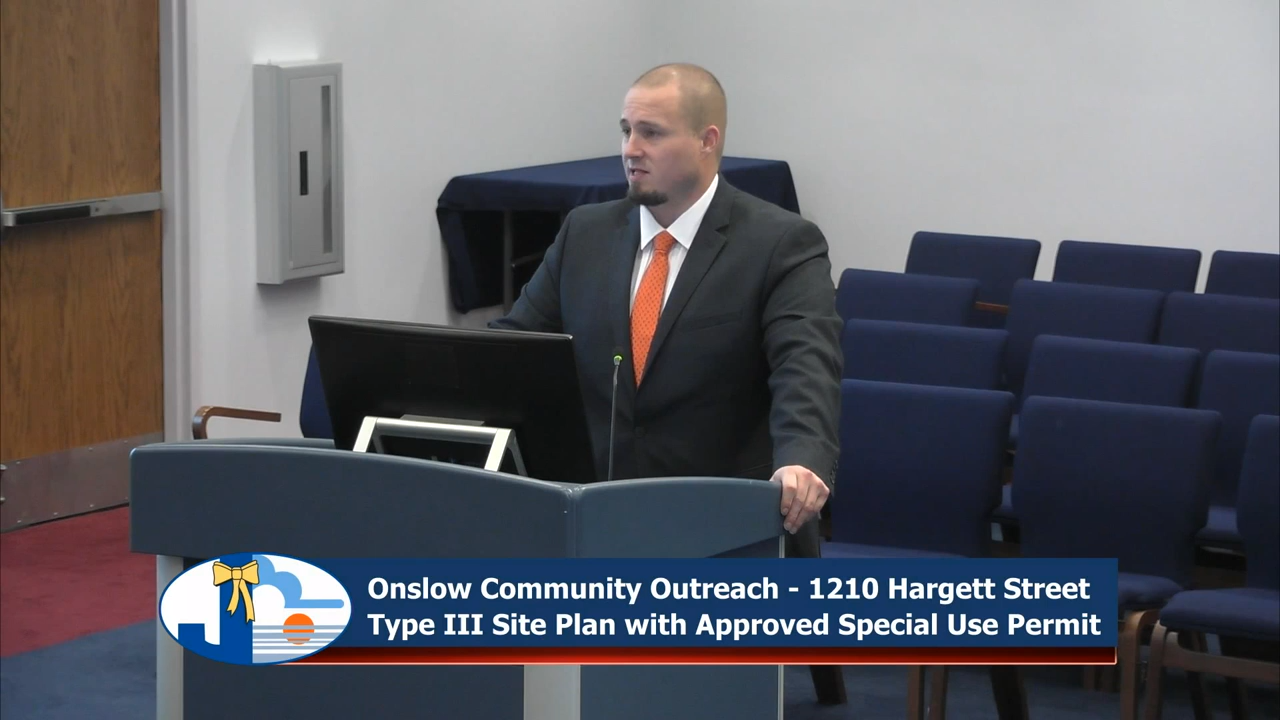 Onslow Community Outreach - 1210 Hargett Street
Type III Site Plan with Approved Special Use Permit